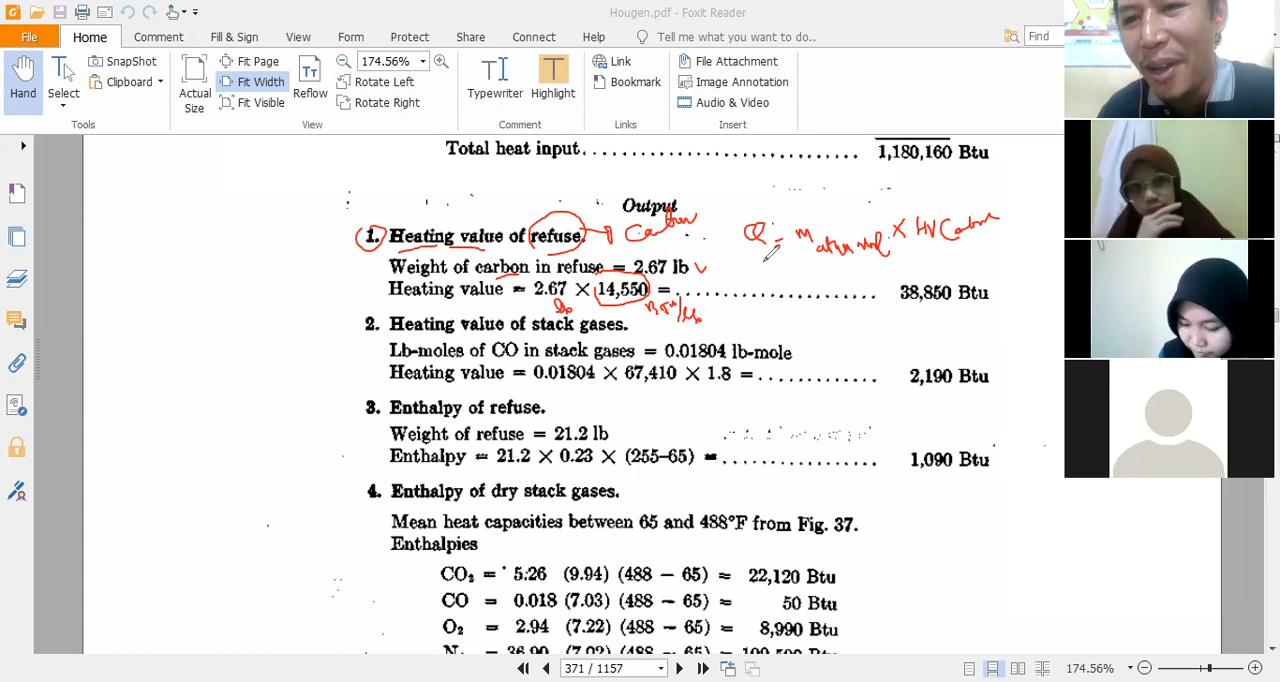 Hougen.pdf - Foxit Reader
File Home Comment Fill & Sign View Form Protect Share Connect Help Tell me what you want to do.. Find
Hand
Select
SnapShot
Clipboard
Actual Size
Fit Page
Fit Width
Fit Visible
Reflow
174.56%
Rotate Left
Rotate Right
Typewriter
Highlight
Link
Bookmark
File Attachment
Image Annotation
Audio & Video
Tools View Comment Links Insert
Total heat input. . . . . . . . . . . . . . . . . . . . . . . . . . . . . 1,180,160 Btu
Output
1. Heating value of refuse. Carbon Q = m × HV Carbon
Weight of carbon in refuse = 2.67 lb
Heating value = 2.67 × 14,550 = . . . . . . . . . . . . . . . . . . . . . 38,850 Btu
lb Btu/lb
2. Heating value of stack gases.
Lb-moles of CO in stack gases = 0.01804 lb-mole
Heating value = 0.01804 × 67,410 × 1.8 = . . . . . . . . . . . . . 2,190 Btu
3. Enthalpy of refuse.
Weight of refuse = 21.2 lb
Enthalpy = 21.2 × 0.23 × (255–65) = . . . . . . . . . . . . . . . . 1,090 Btu
4. Enthalpy of dry stack gases.
Mean heat capacities between 65 and 488°F from Fig. 37.
Enthalpies
CO₂ = 5.26 (9.94) (488 – 65) = 22,120 Btu
CO = 0.018 (7.03) (488 – 65) = 50 Btu
O₂ = 2.94 (7.22) (488 – 65) = 8,990 Btu
371 / 1157
174.56%